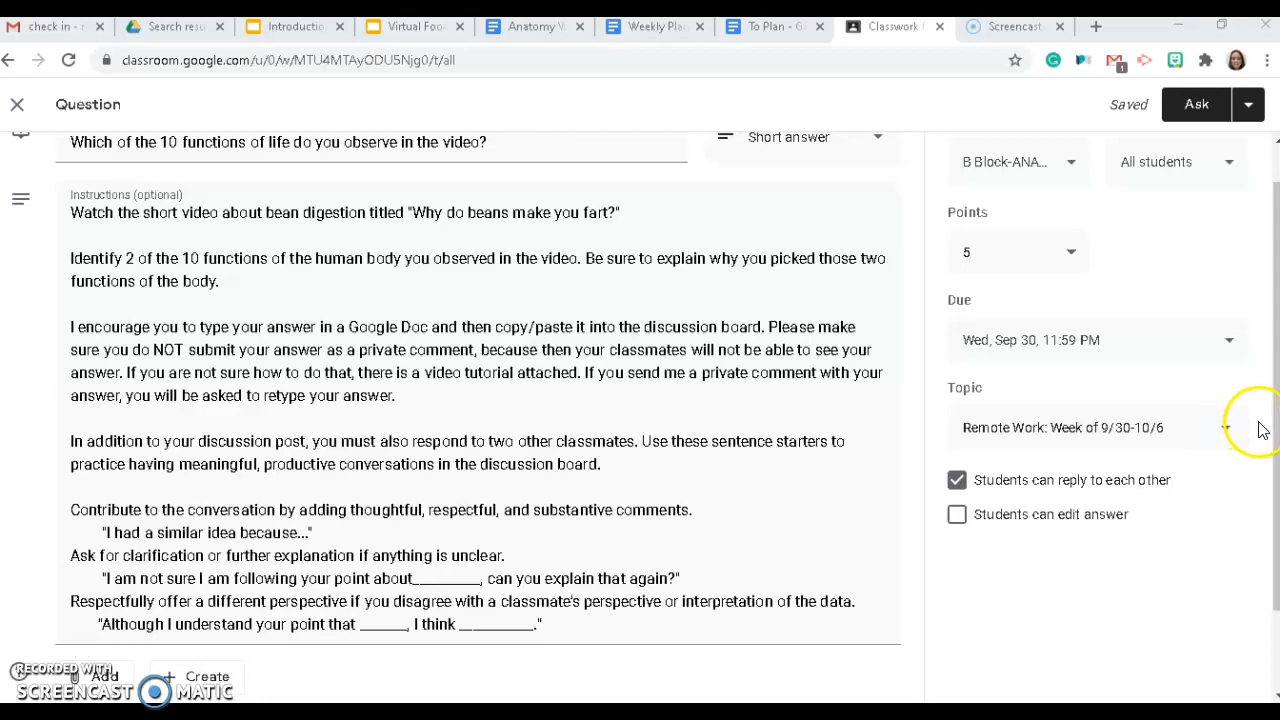 check-in - r
Search resu
Introductio
Virtual Foo
Anatomy W
Weekly Plan
To Plan - G
Classwork
Screencast-
classroom.google.com/u/0/w/MTU4MTAyODU5Njg0/t/all
1
Question
Saved
Ask
Which of the 10 functions of life do you observe in the video?
Short answer
B Block-ANA...
All students
Instructions (optional)
Watch the short video about bean digestion titled "Why do beans make you fart?"
Points
5
Identify 2 of the 10 functions of the human body you observed in the video. Be sure to explain why you picked those two
functions of the body.
Due
Wed, Sep 30, 11:59 PM
I encourage you to type your answer in a Google Doc and then copy/paste it into the discussion board. Please make
sure you do NOT submit your answer as a private comment, because then your classmates will not be able to see your
answer. If you are not sure how to do that, there is a video tutorial attached. If you send me a private comment with your
answer, you will be asked to retype your answer.
Topic
Remote Work: Week of 9/30-10/6
In addition to your discussion post, you must also respond to two other classmates. Use these sentence starters to
practice having meaningful, productive conversations in the discussion board.
Students can reply to each other
Students can edit answer
Contribute to the conversation by adding thoughtful, respectful, and substantive comments.
"I had a similar idea because..."
Ask for clarification or further explanation if anything is unclear.
"I am not sure I am following your point about________, can you explain that again?"
Respectfully offer a different perspective if you disagree with a classmate's perspective or interpretation of the data.
"Although I understand your point that ______, I think _________."
Add
Create
RECORDED WITH
SCREENCAST MATIC